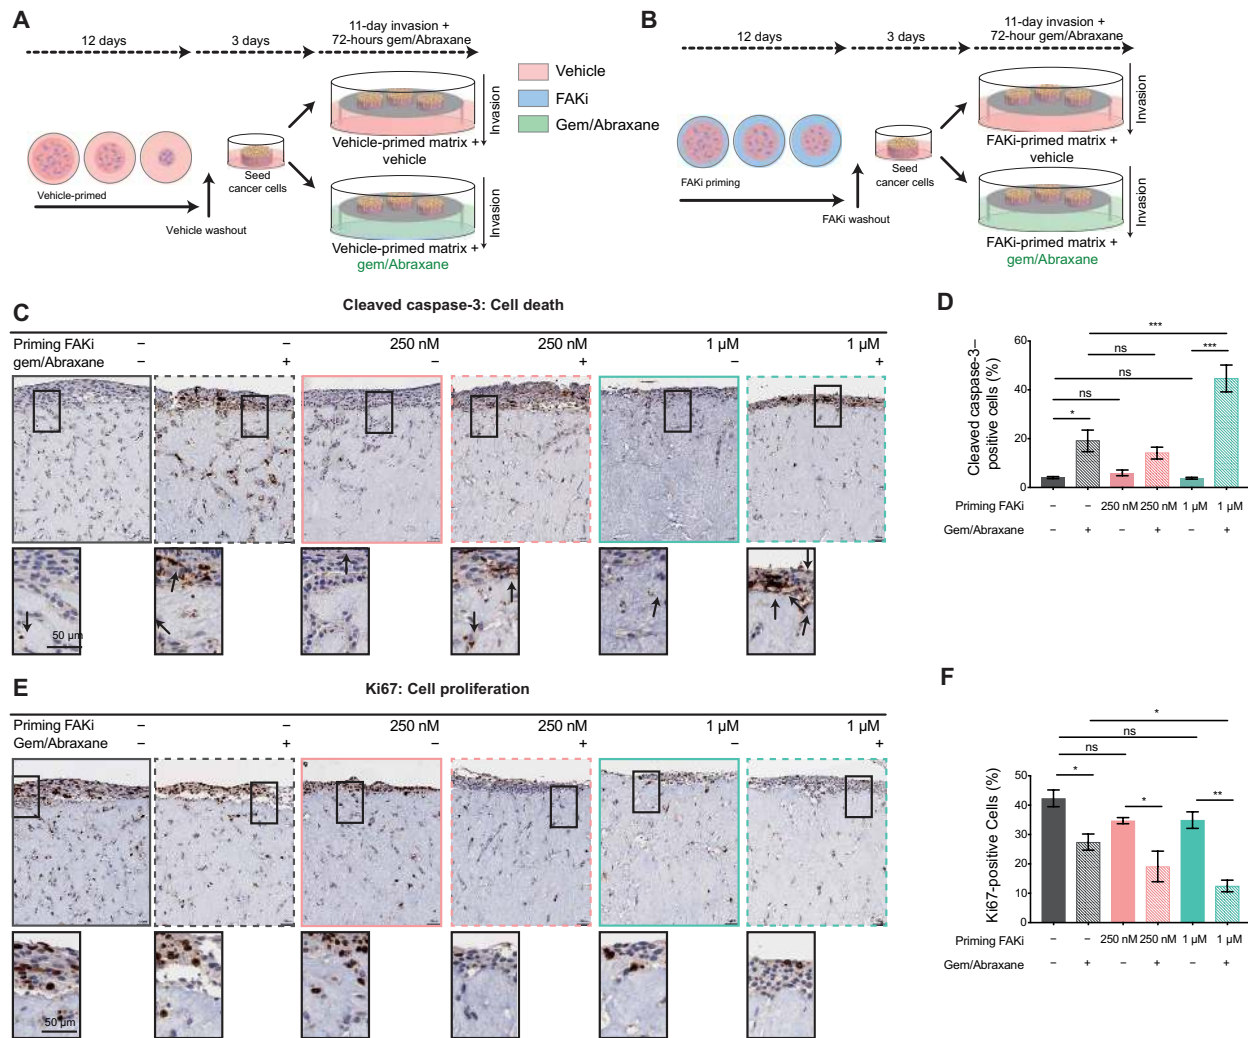 A
11-day invasion +
72-hours gem/Abraxane
12 days
3 days
Vehicle
FAKi
Gem/Abraxane
Invasion
Vehicle-primed matrix +
vehicle
Seed
cancer cells
Vehicle-primed
Vehicle washout
Invasion
Vehicle-primed matrix +
gem/Abraxane
B
11-day invasion +
72-hour gem/Abraxane
12 days
3 days
Invasion
FAKi-primed matrix +
vehicle
Seed
cancer cells
FAKi priming
FAKi washout
Invasion
FAKi-primed matrix +
gem/Abraxane
C
Cleaved caspase-3: Cell death
Priming FAKi – – 250 nM 250 nM 1 µM 1 µM
gem/Abraxane – + – + – +
50 µm
D
***
ns
***
ns
ns
*
Cleaved caspase-3–
positive cells (%)
60
40
20
0
Priming FAKi – – 250 nM 250 nM 1 µM 1 µM
Gem/Abraxane – + – + – +
E
Ki67: Cell proliferation
Priming FAKi – – 250 nM 250 nM 1 µM 1 µM
Gem/Abraxane – + – + – +
50 µm
F
*
ns
ns
*
*
**
Ki67-positive Cells (%)
50
40
30
20
10
0
Priming FAKi – – 250 nM 250 nM 1 µM 1 µM
Gem/Abraxane – + – + – +